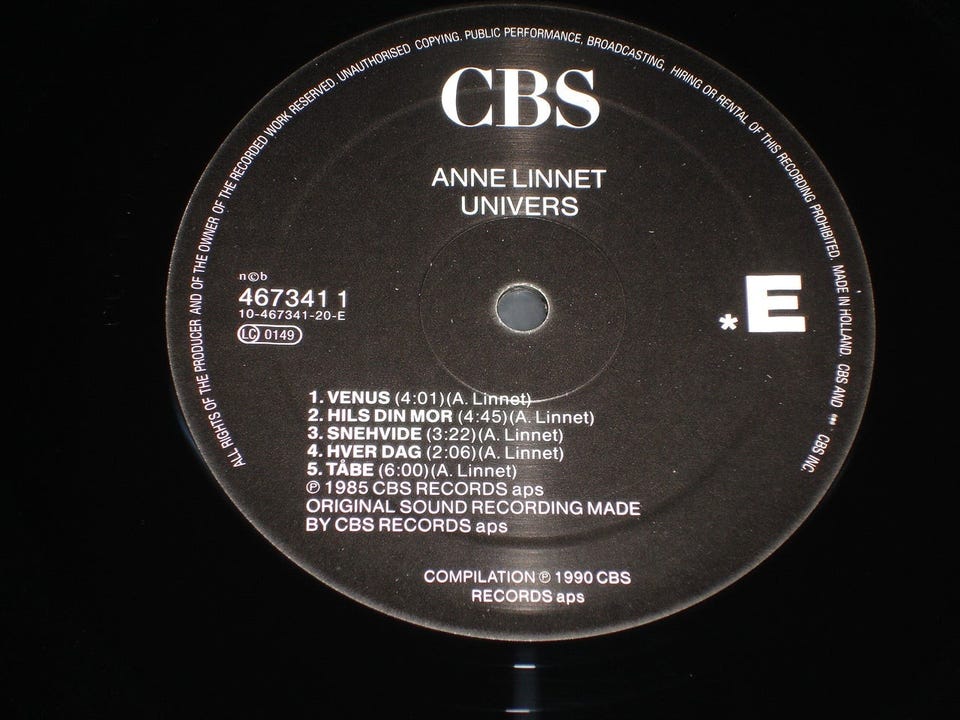 ALL RIGHTS OF THE PRODUCER AND OF THE OWNER OF THE RECORDED WORK RESERVED. UNAUTHORISED COPYING. PUBLIC PERFORMANCE, BROADCASTING, HIRING OR RENTAL OF THIS RECORDING PROHIBITED. MADE IN HOLLAND. CBS AND CBS INC.
CBS
ANNE LINNET
UNIVERS
n©b
467341 1
10-467341-20-E
LC 0149
*E
1. VENUS (4:01)(A. Linnet)
2. HILS DIN MOR (4:45)(A. Linnet)
3. SNEHVIDE (3:22)(A. Linnet)
4. HVER DAG (2:06)(A. Linnet)
5. TÅBE (6:00)(A. Linnet)
℗ 1985 CBS RECORDS aps
ORIGINAL SOUND RECORDING MADE
BY CBS RECORDS aps
COMPILATION ℗ 1990 CBS
RECORDS aps